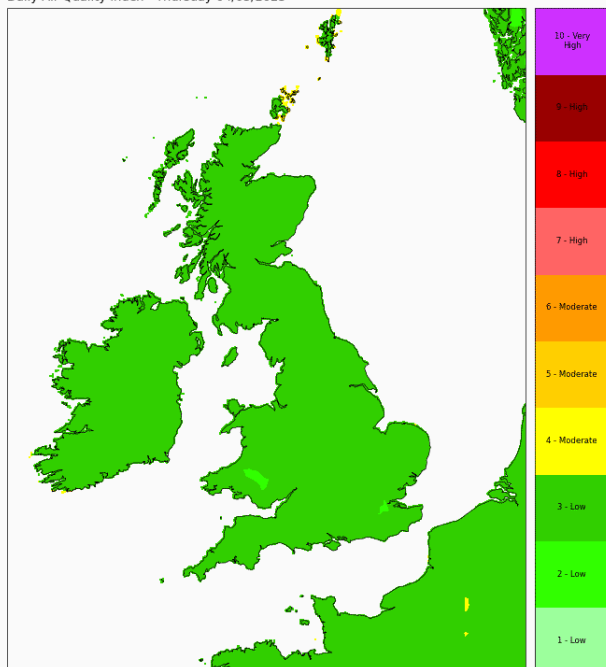 10 - Very
High
9 - High
8 - High
7 - High
6 - Moderate
5 - Moderate
4 - Moderate
3 - Low
2 - Low
1 - Low